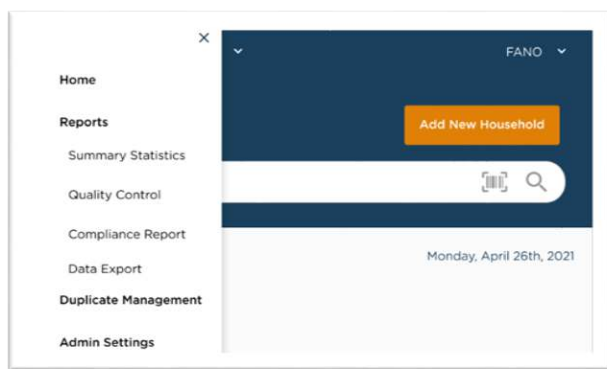 ×
Home
Reports
Summary Statistics
Quality Control
Compliance Report
Data Export
Duplicate Management
Admin Settings
FANO
Add New Household
Monday, April 26th, 2021